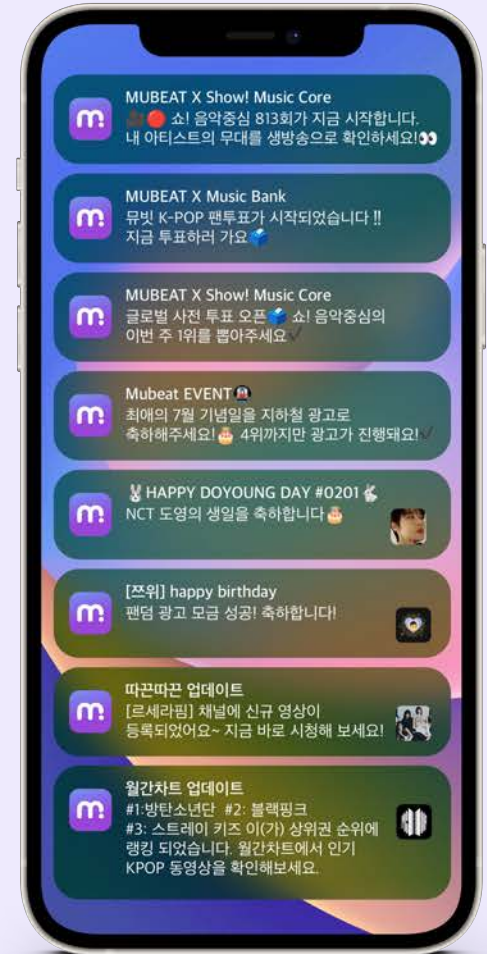 MUBEAT X Show! Music Core
🎥🔴 쇼! 음악중심 813회가 지금 시작합니다.
내 아티스트의 무대를 생방송으로 확인하세요!👀
MUBEAT X Music Bank
뮤빗 K-POP 팬투표가 시작되었습니다 ‼
지금 투표하러 가요🗳
MUBEAT X Show! Music Core
글로벌 사전 투표 오픈🗳 쇼! 음악중심의
이번 주 1위를 뽑아주세요✔
Mubeat EVENT🚇
최애의 7월 기념일을 지하철 광고로
축하해주세요!🎂 4위까지만 광고가 진행돼요!✔
🐰HAPPY DOYOUNG DAY #0201🐇
NCT 도영의 생일을 축하합니다🎂
[쯔위] happy birthday
팬덤 광고 모금 성공! 축하합니다!
따끈따끈 업데이트
[르세라핌] 채널에 신규 영상이
등록되었어요~ 지금 바로 시청해 보세요!
월간차트 업데이트
#1:방탄소년단 #2: 블랙핑크
#3: 스트레이 키즈 이(가) 상위권 순위에
랭킹 되었습니다. 월간차트에서 인기
KPOP 동영상을 확인해보세요.